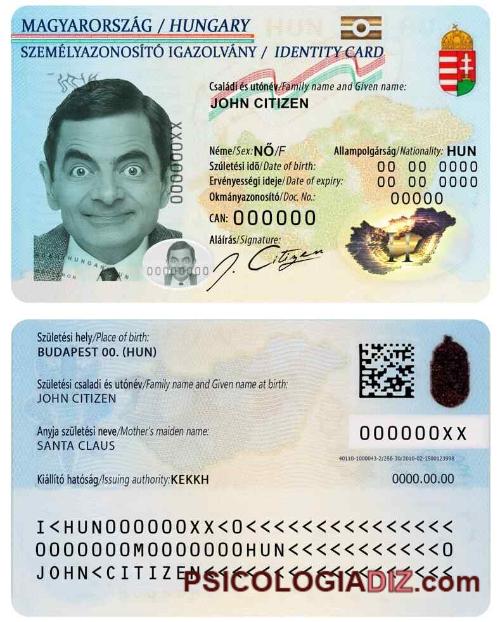 MAGYARORSZÁG / HUNGARY
SZEMÉLYAZONOSÍTÓ IGAZOLVÁNY / IDENTITY CARD
Családi és utónév/Family name and Given name:
JOHN CITIZEN
000000XX
Néme/Sex: NŐ/F Állampolgárság/Nationality: HUN
Születési idő/Date of birth: 00 00 0000
Érvényességi ideje/Date of expiry: 00 00 0000
Okmányazonosító/Doc. No.: 00000
CAN: 000000
Aláírás/Signature:
J. Citizen
Születési hely/Place of birth:
BUDAPEST 00. (HUN)
Születési családi és utónév/Family name and Given name at birth:
JOHN CITIZEN
Anyja születési neve/Mother's maiden name:
SANTA CLAUS
000000XX
Kiállító hatóság/Issuing authority: KEKKH
0000.00.00
I<HUN000000XX<0<<<<<<<<<<<<<<<
0000000M0000000HUN<<<<<<<<<<<0
JOHN<CITIZEN<<<<<<<<<<<<<<<<<<
PSICOLOGIADIZ.com